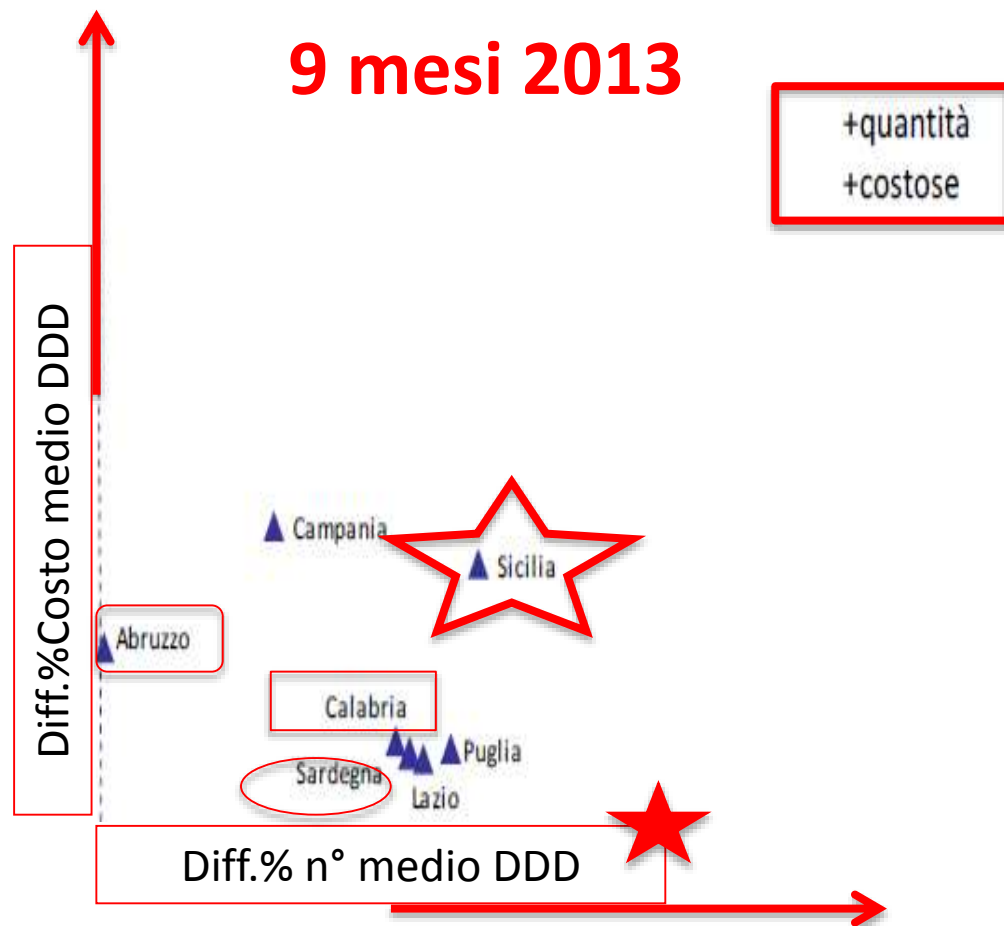 9 mesi 2013
+quantità
+costose
Diff.%Costo medio DDD
Campania
Sicilia
Abruzzo
Calabria
Puglia
Sardegna
Lazio
Diff.% n° medio DDD